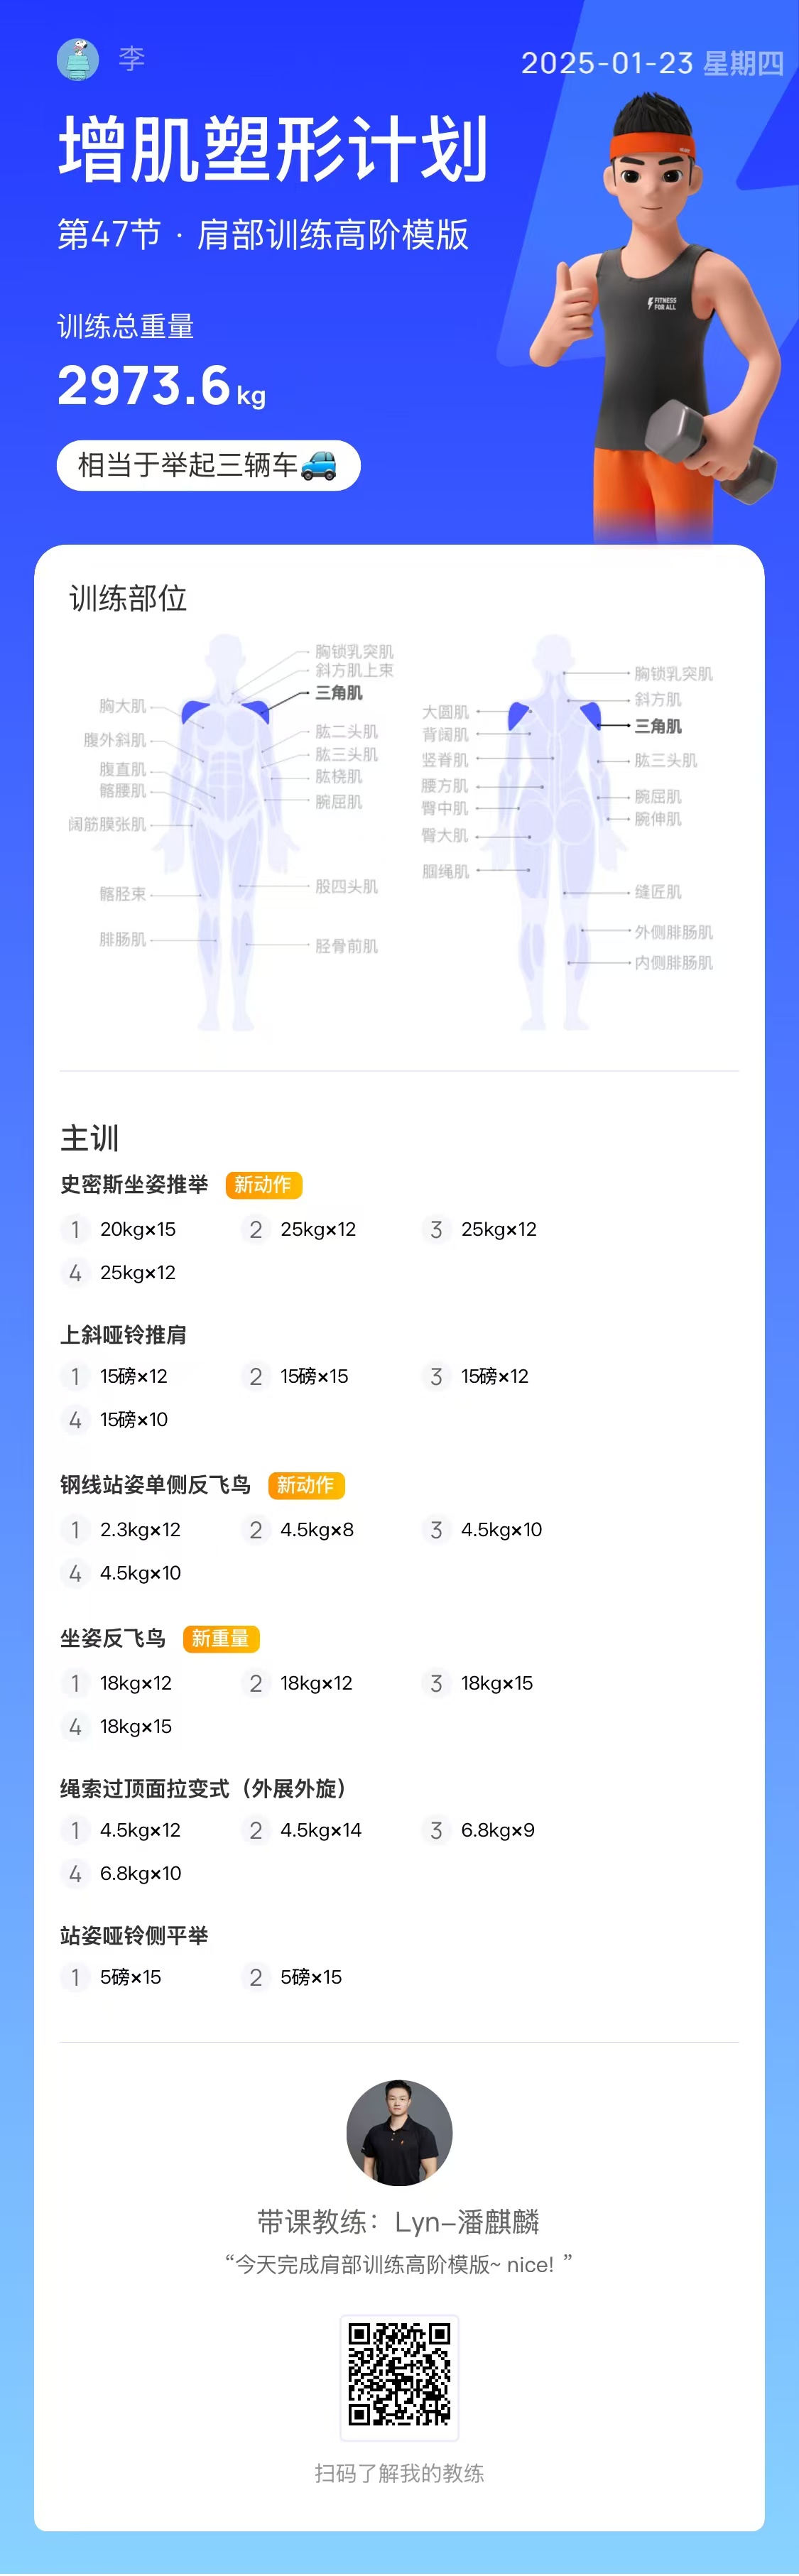 李
2025-01-23 星期四
增肌塑形计划
第47节 · 肩部训练高阶模版
FITNESS
FOR ALL
训练总重量
2973.6kg
相当于举起三辆车
训练部位
胸锁乳突肌
斜方肌上束
三角肌
胸大肌
肱二头肌
腹外斜肌
肱三头肌
腹直肌
肱桡肌
髂腰肌
腕屈肌
阔筋膜张肌
股四头肌
髂胫束
腓肠肌
胫骨前肌
胸锁乳突肌
斜方肌
大圆肌
三角肌
背阔肌
竖脊肌
肱三头肌
腰方肌
腕屈肌
臀中肌
腕伸肌
臀大肌
腘绳肌
缝匠肌
外侧腓肠肌
内侧腓肠肌
主训
史密斯坐姿推举 新动作
1 20kg×15 2 25kg×12 3 25kg×12
4 25kg×12
上斜哑铃推肩
1 15磅×12 2 15磅×15 3 15磅×12
4 15磅×10
钢线站姿单侧反飞鸟 新动作
1 2.3kg×12 2 4.5kg×8 3 4.5kg×10
4 4.5kg×10
坐姿反飞鸟 新重量
1 18kg×12 2 18kg×12 3 18kg×15
4 18kg×15
绳索过顶面拉变式（外展外旋）
1 4.5kg×12 2 4.5kg×14 3 6.8kg×9
4 6.8kg×10
站姿哑铃侧平举
1 5磅×15 2 5磅×15
带课教练：Lyn-潘麒麟
“今天完成肩部训练高阶模版~ nice! ”
扫码了解我的教练